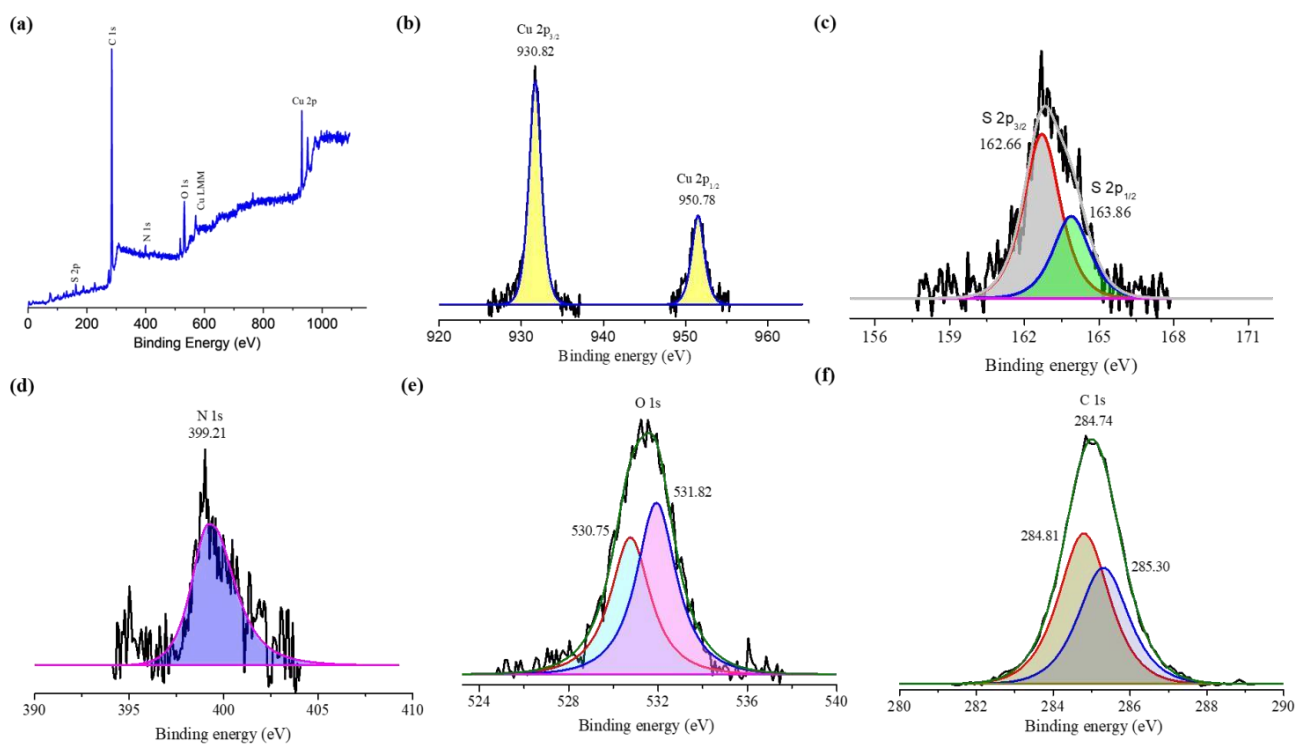 (a)
C 1s
S 2p
N 1s
O 1s
Cu LMM
Cu 2p
0 200 400 600 800 1000
Binding Energy (eV)
(b)
Cu 2p3/2
930.82
Cu 2p1/2
950.78
920 930 940 950 960
Binding energy (eV)
(c)
S 2p3/2
162.66
S 2p1/2
163.86
156 159 162 165 168 171
Binding energy (eV)
(d)
N 1s
399.21
390 395 400 405 410
Binding energy (eV)
(e)
O 1s
530.75
531.82
524 528 532 536 540
Binding energy (eV)
(f)
C 1s
284.74
284.81
285.30
280 282 284 286 288 290
Binding energy (eV)